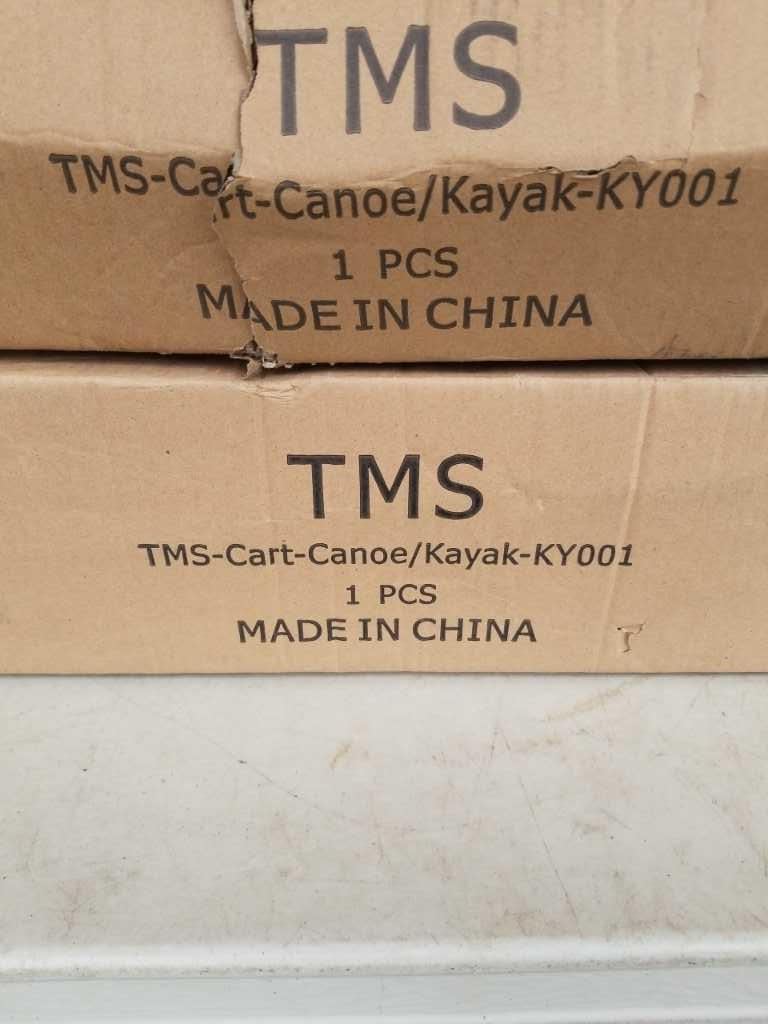 TMS
TMS-Cart-Canoe/Kayak-KY001
1 PCS
MADE IN CHINA
TMS
TMS-Cart-Canoe/Kayak-KY001
1 PCS
MADE IN CHINA